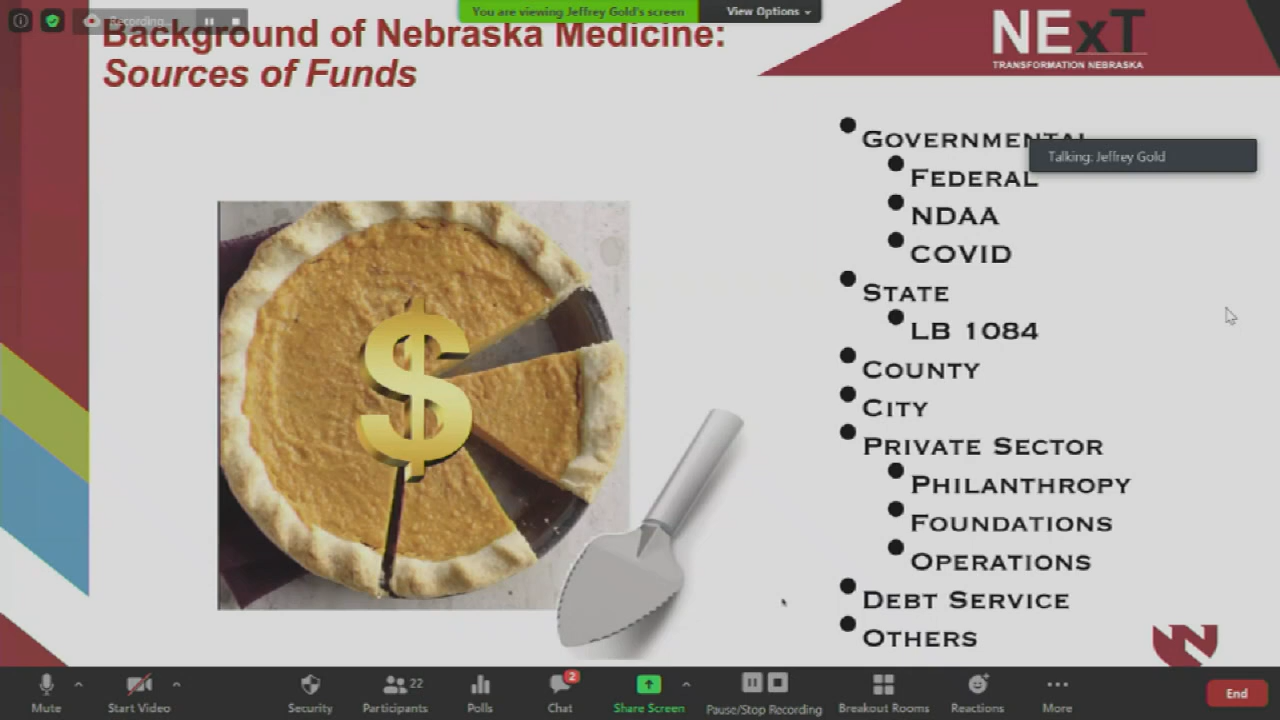 Recording...
You are viewing Jeffrey Gold's screen
View Options
Background of Nebraska Medicine:
Sources of Funds
NExT
TRANSFORMATION NEBRASKA
GOVERNMENTAL
Talking: Jeffrey Gold
FEDERAL
NDAA
COVID
STATE
LB 1084
COUNTY
CITY
PRIVATE SECTOR
PHILANTHROPY
FOUNDATIONS
OPERATIONS
DEBT SERVICE
OTHERS
$
N
22
2
Mute
Start Video
Security
Participants
Polls
Chat
Share Screen
Pause/Stop Recording
Breakout Rooms
Reactions
More
End